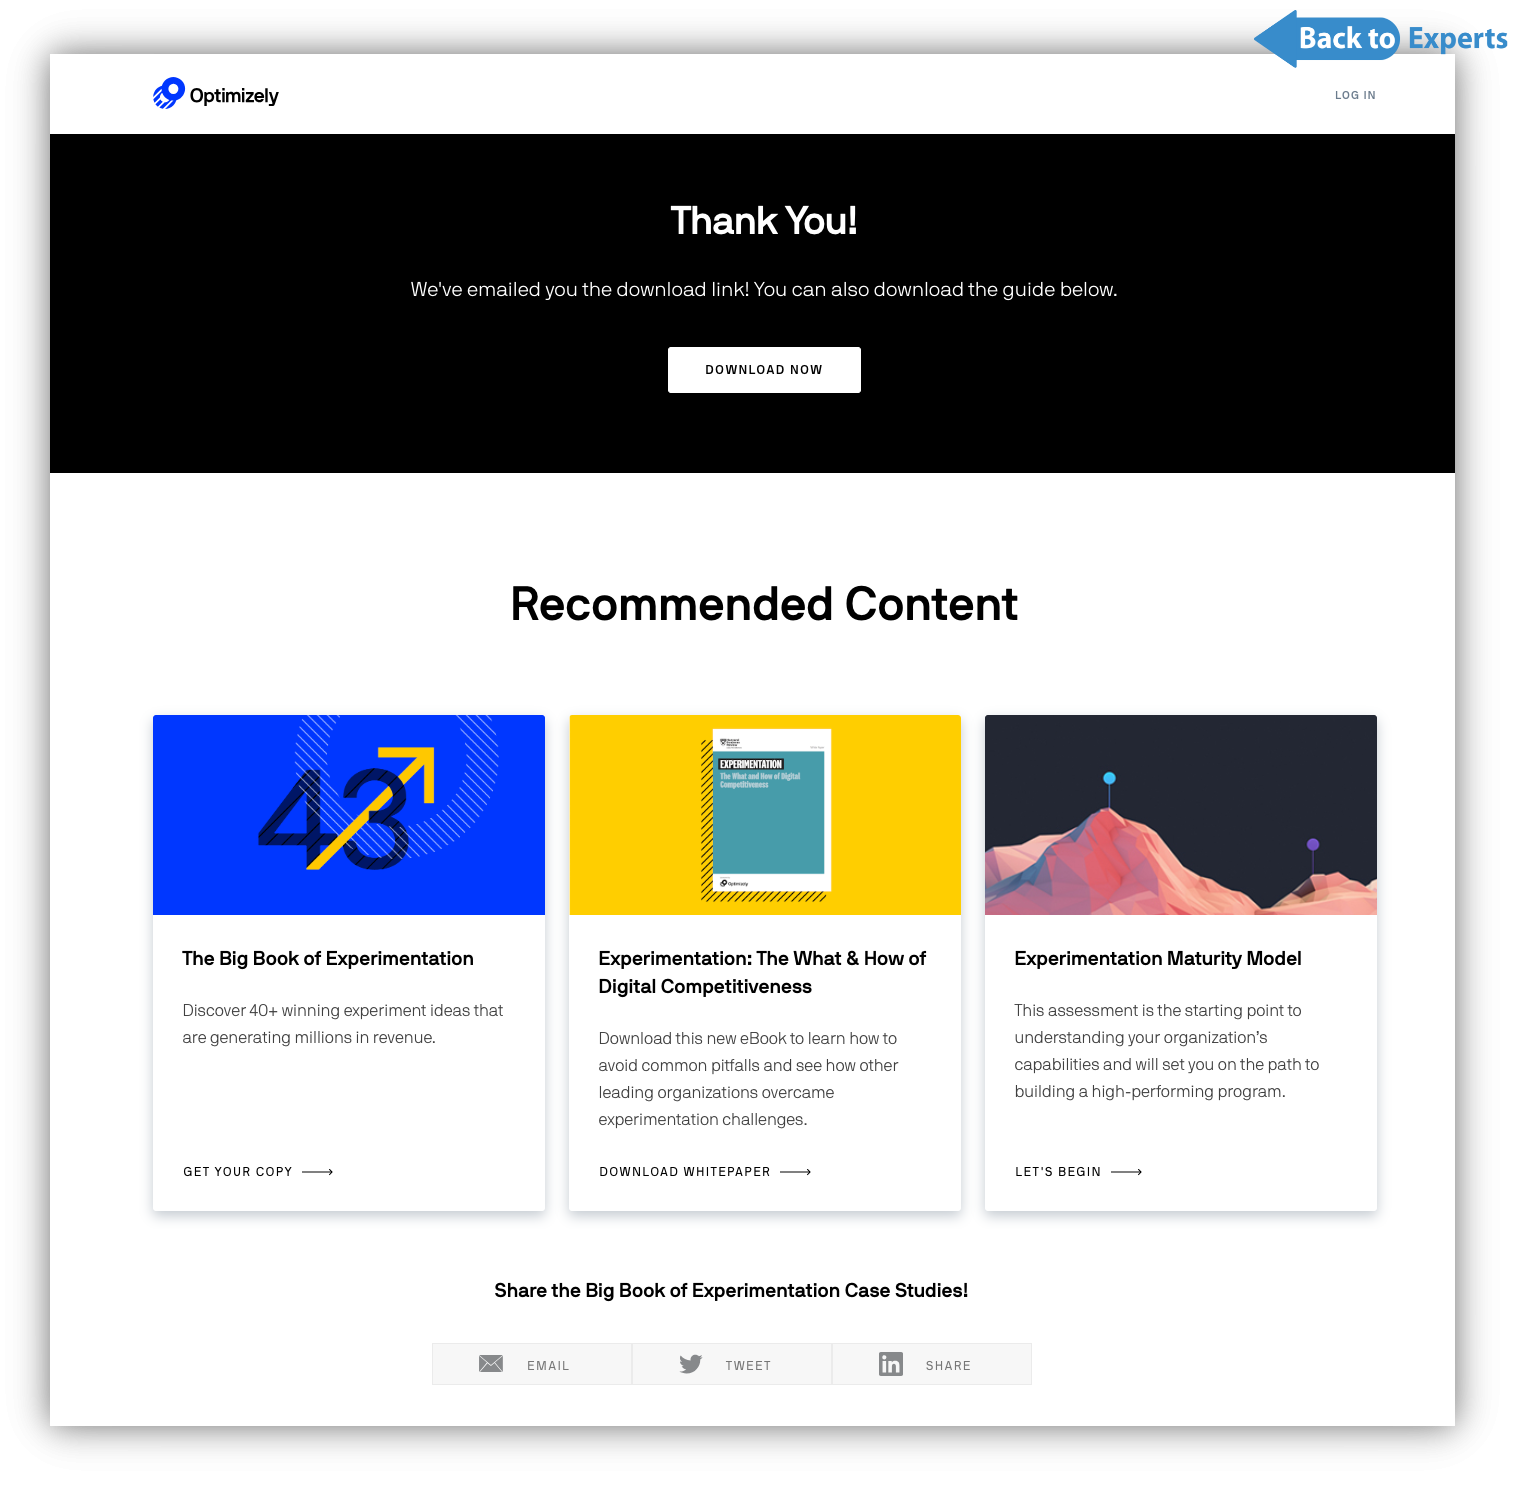 Back to Experts
Optimizely
LOG IN
Thank You!
We've emailed you the download link! You can also download the guide below.
DOWNLOAD NOW
Recommended Content
43
EXPERIMENTATION
The What and How of Digital
Competitiveness
Optimizely
The Big Book of Experimentation
Discover 40+ winning experiment ideas that
are generating millions in revenue.
GET YOUR COPY
Experimentation: The What & How of
Digital Competitiveness
Download this new eBook to learn how to
avoid common pitfalls and see how other
leading organizations overcame
experimentation challenges.
DOWNLOAD WHITEPAPER
Experimentation Maturity Model
This assessment is the starting point to
understanding your organization’s
capabilities and will set you on the path to
building a high-performing program.
LET'S BEGIN
Share the Big Book of Experimentation Case Studies!
EMAIL
TWEET
in SHARE